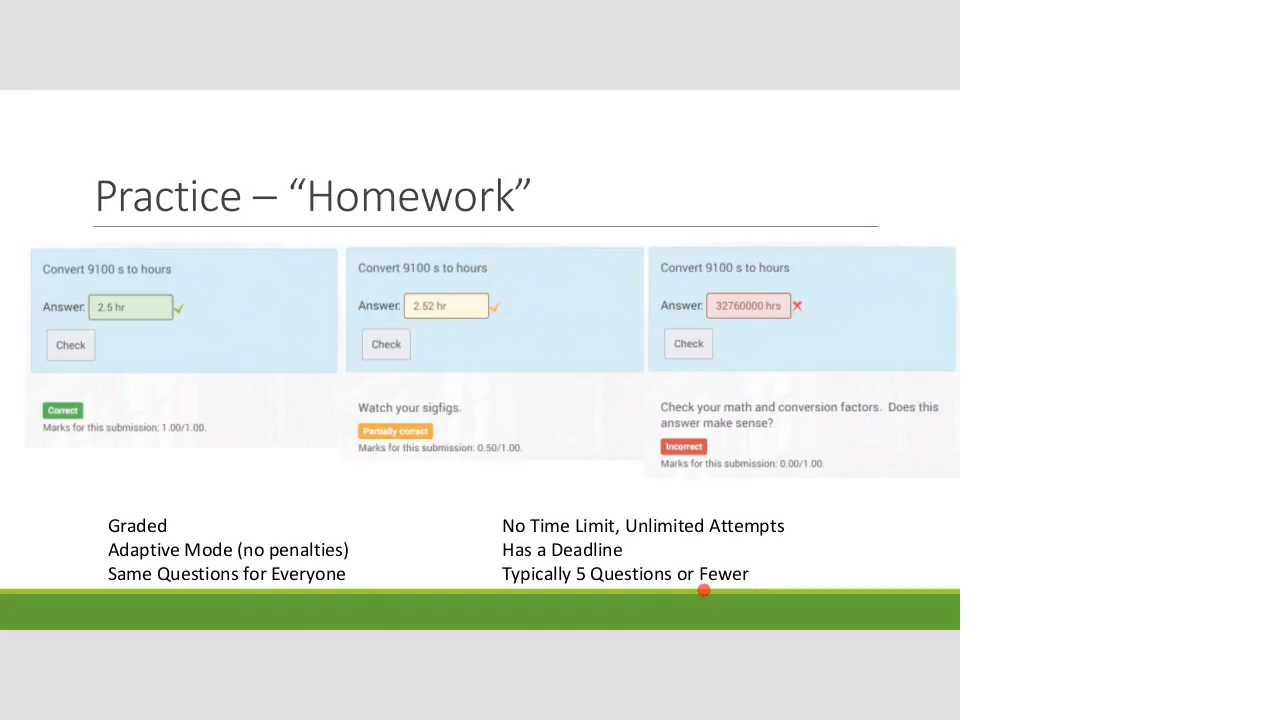 Practice – “Homework”
Convert 9100 s to hours
Answer: 2.5 hr
Check
Correct
Marks for this submission: 1.00/1.00.
Convert 9100 s to hours
Answer: 2.52 hr
Check
Watch your sigfigs.
Partially correct
Marks for this submission: 0.50/1.00.
Convert 9100 s to hours
Answer: 32760000 hrs
Check
Check your math and conversion factors. Does this
answer make sense?
Incorrect
Marks for this submission: 0.00/1.00.
Graded
Adaptive Mode (no penalties)
Same Questions for Everyone
No Time Limit, Unlimited Attempts
Has a Deadline
Typically 5 Questions or Fewer